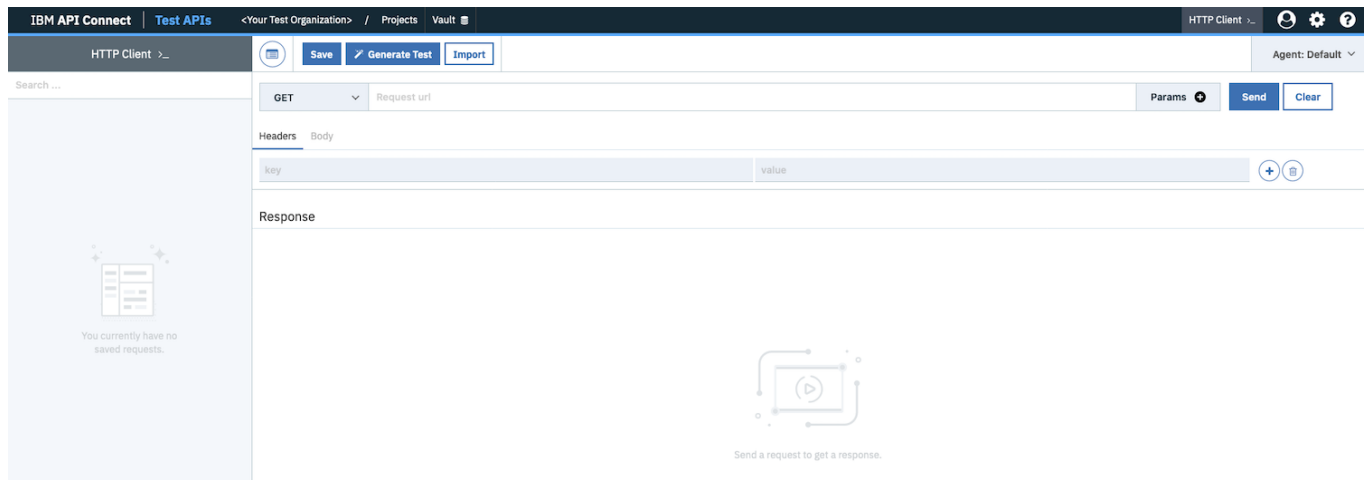 IBM API Connect Test APIs <Your Test Organization> / Projects Vault HTTP Client >_
HTTP Client >_ Save Generate Test Import Agent: Default
Search ...
GET Request url Params Send Clear
Headers Body
key value
Response
You currently have no
saved requests.
Send a request to get a response.